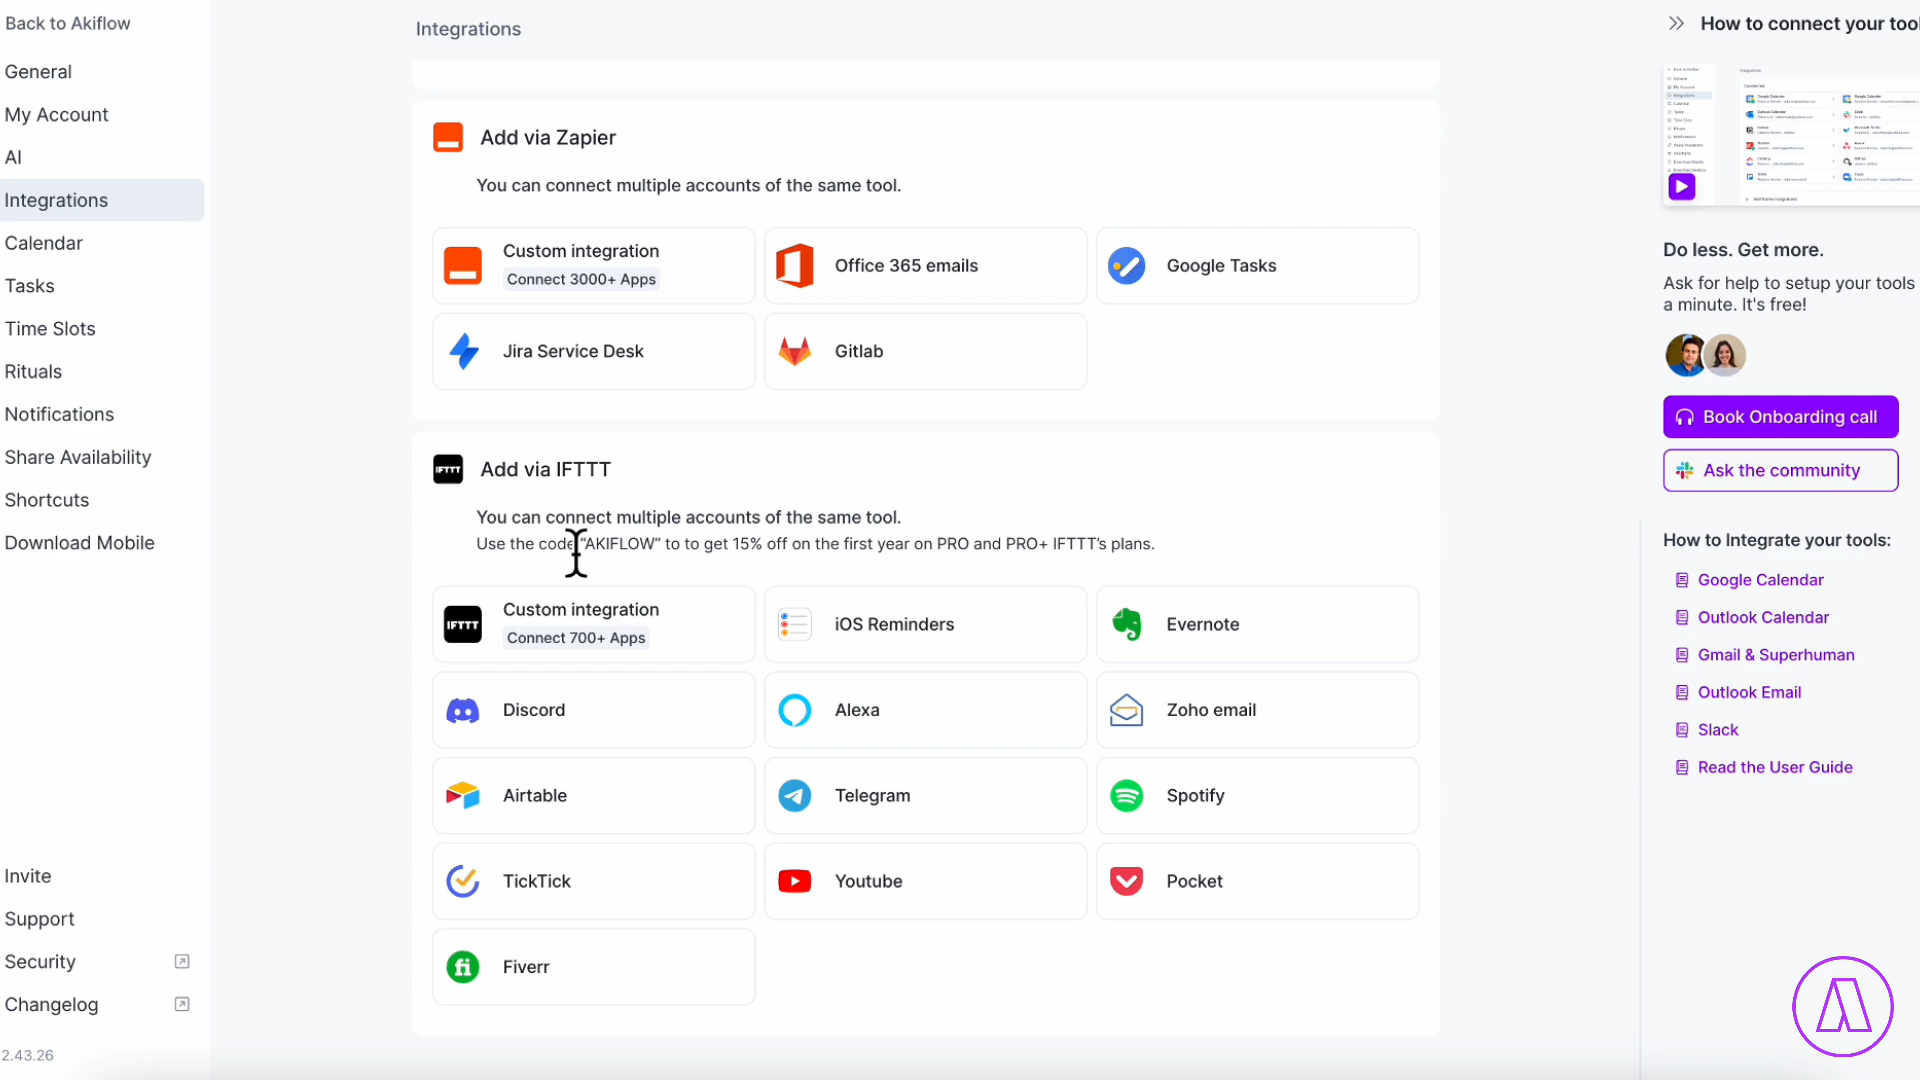 Back to Akiflow
General
My Account
AI
Integrations
Calendar
Tasks
Time Slots
Rituals
Notifications
Share Availability
Shortcuts
Download Mobile
Invite
Support
Security
Changelog
2.43.26
Integrations
Add via Zapier
You can connect multiple accounts of the same tool.
Custom integration
Connect 3000+ Apps
Office 365 emails
Google Tasks
Jira Service Desk
Gitlab
IFTTT
Add via IFTTT
You can connect multiple accounts of the same tool.
Use the code “AKIFLOW” to to get 15% off on the first year on PRO and PRO+ IFTTT’s plans.
IFTTT
Custom integration
Connect 700+ Apps
iOS Reminders
Evernote
Discord
Alexa
Zoho email
Airtable
Telegram
Spotify
TickTick
Youtube
Pocket
fi
Fiverr
How to connect your tool
Do less. Get more.
Ask for help to setup your tools
a minute. It's free!
Book Onboarding call
Ask the community
How to Integrate your tools:
Google Calendar
Outlook Calendar
Gmail & Superhuman
Outlook Email
Slack
Read the User Guide